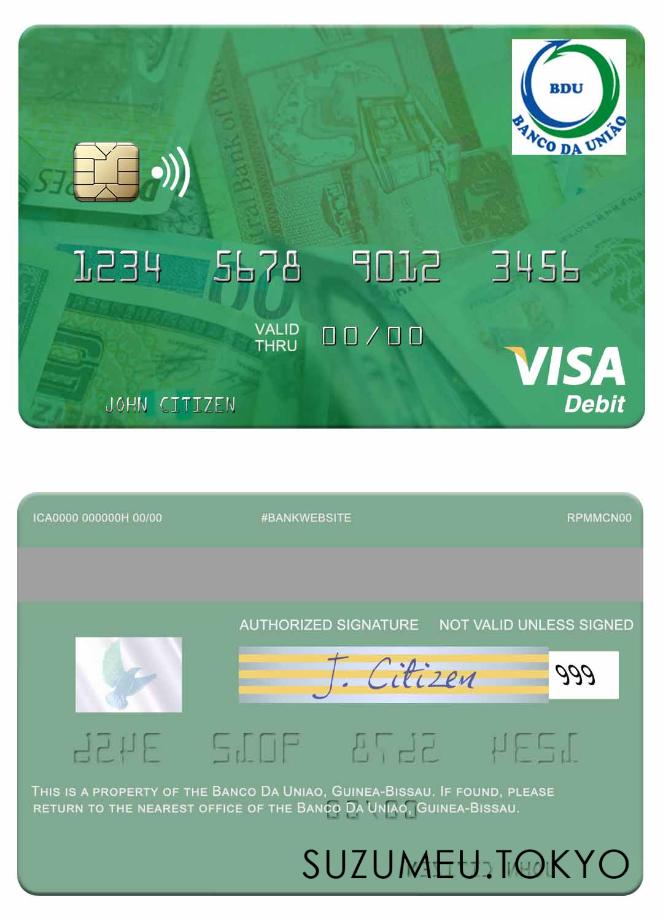 BDU
BANCO DA UNIÃO
1234 5678 9012 3456
VALID
THRU
00/00
VISA
Debit
JOHN CITIZEN
ICA0000 000000H 00/00 #BANKWEBSITE RPMMCN00
AUTHORIZED SIGNATURE NOT VALID UNLESS SIGNED
J. Citizen 999
THIS IS A PROPERTY OF THE BANCO DA UNIAO, GUINEA-BISSAU. IF FOUND, PLEASE
RETURN TO THE NEAREST OFFICE OF THE BANCO DA UNIAO, GUINEA-BISSAU.
SUZUMEU.TOKYO